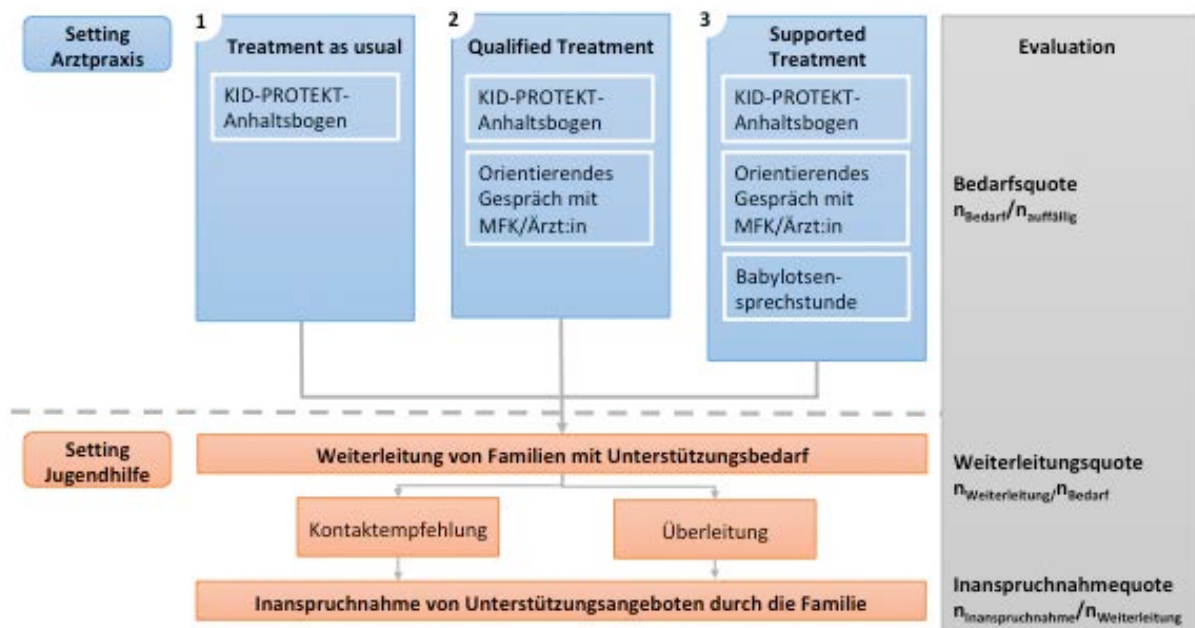 Setting
Arztpraxis
1
Treatment as usual
KID-PROTEKT-
Anhaltsbogen
2
Qualified Treatment
KID-PROTEKT-
Anhaltsbogen
Orientierendes
Gespräch mit
MFK/Ärzt:in
3
Supported
Treatment
KID-PROTEKT-
Anhaltsbogen
Orientierendes
Gespräch mit
MFK/Ärzt:in
Babylotsen-
sprechstunde
Evaluation
Bedarfsquote
nBedarf/nauffällig
Setting
Jugendhilfe
Weiterleitung von Familien mit Unterstützungsbedarf
Kontaktempfehlung
Überleitung
Inanspruchnahme von Unterstützungsangeboten durch die Familie
Weiterleitungsquote
nWeiterleitung/nBedarf
Inanspruchnahmequote
nInanspruchnahme/nWeiterleitung